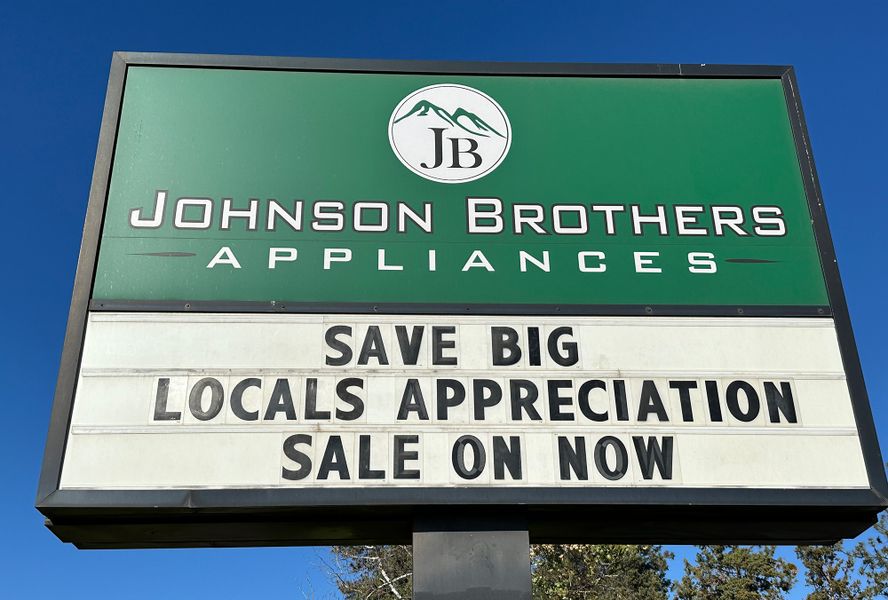 JB
JOHNSON BROTHERS
APPLIANCES
SAVE BIG
LOCALS APPRECIATION
SALE ON NOW